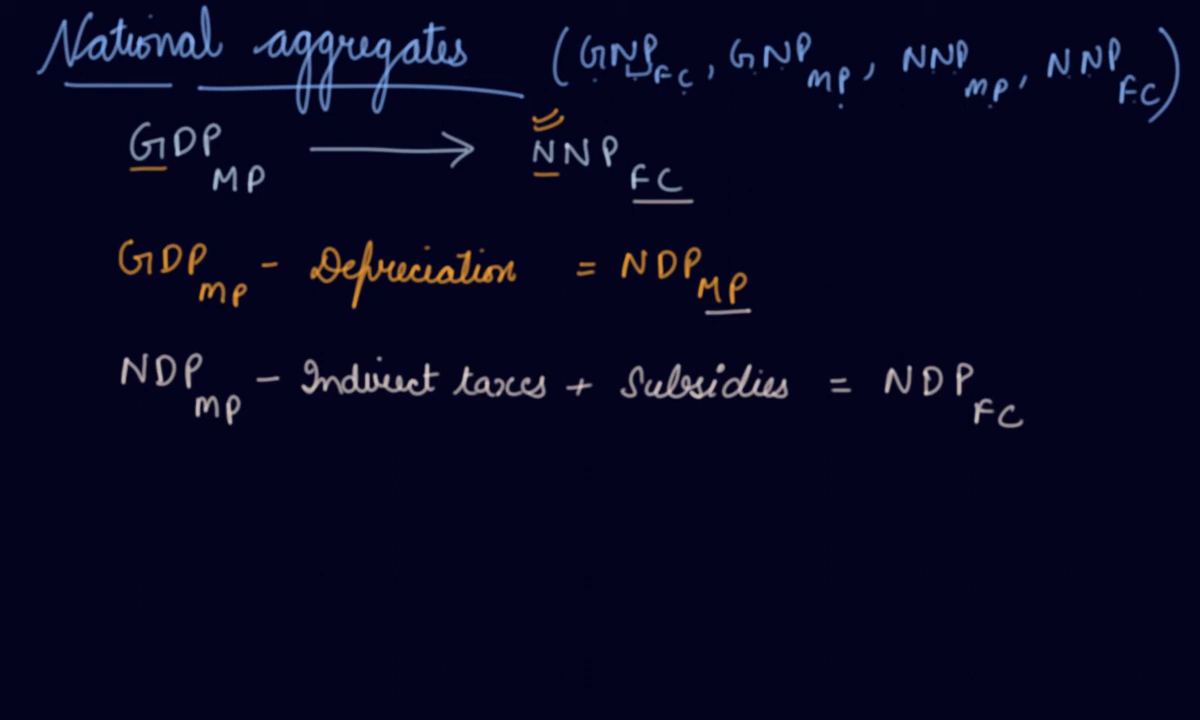 National aggregates (GNP FC, GNP MP, NNP MP, NNP FC)
GDP MP → NNP FC
GDP MP - Depreciation = NDP MP
NDP MP - Indirect taxes + Subsidies = NDP FC